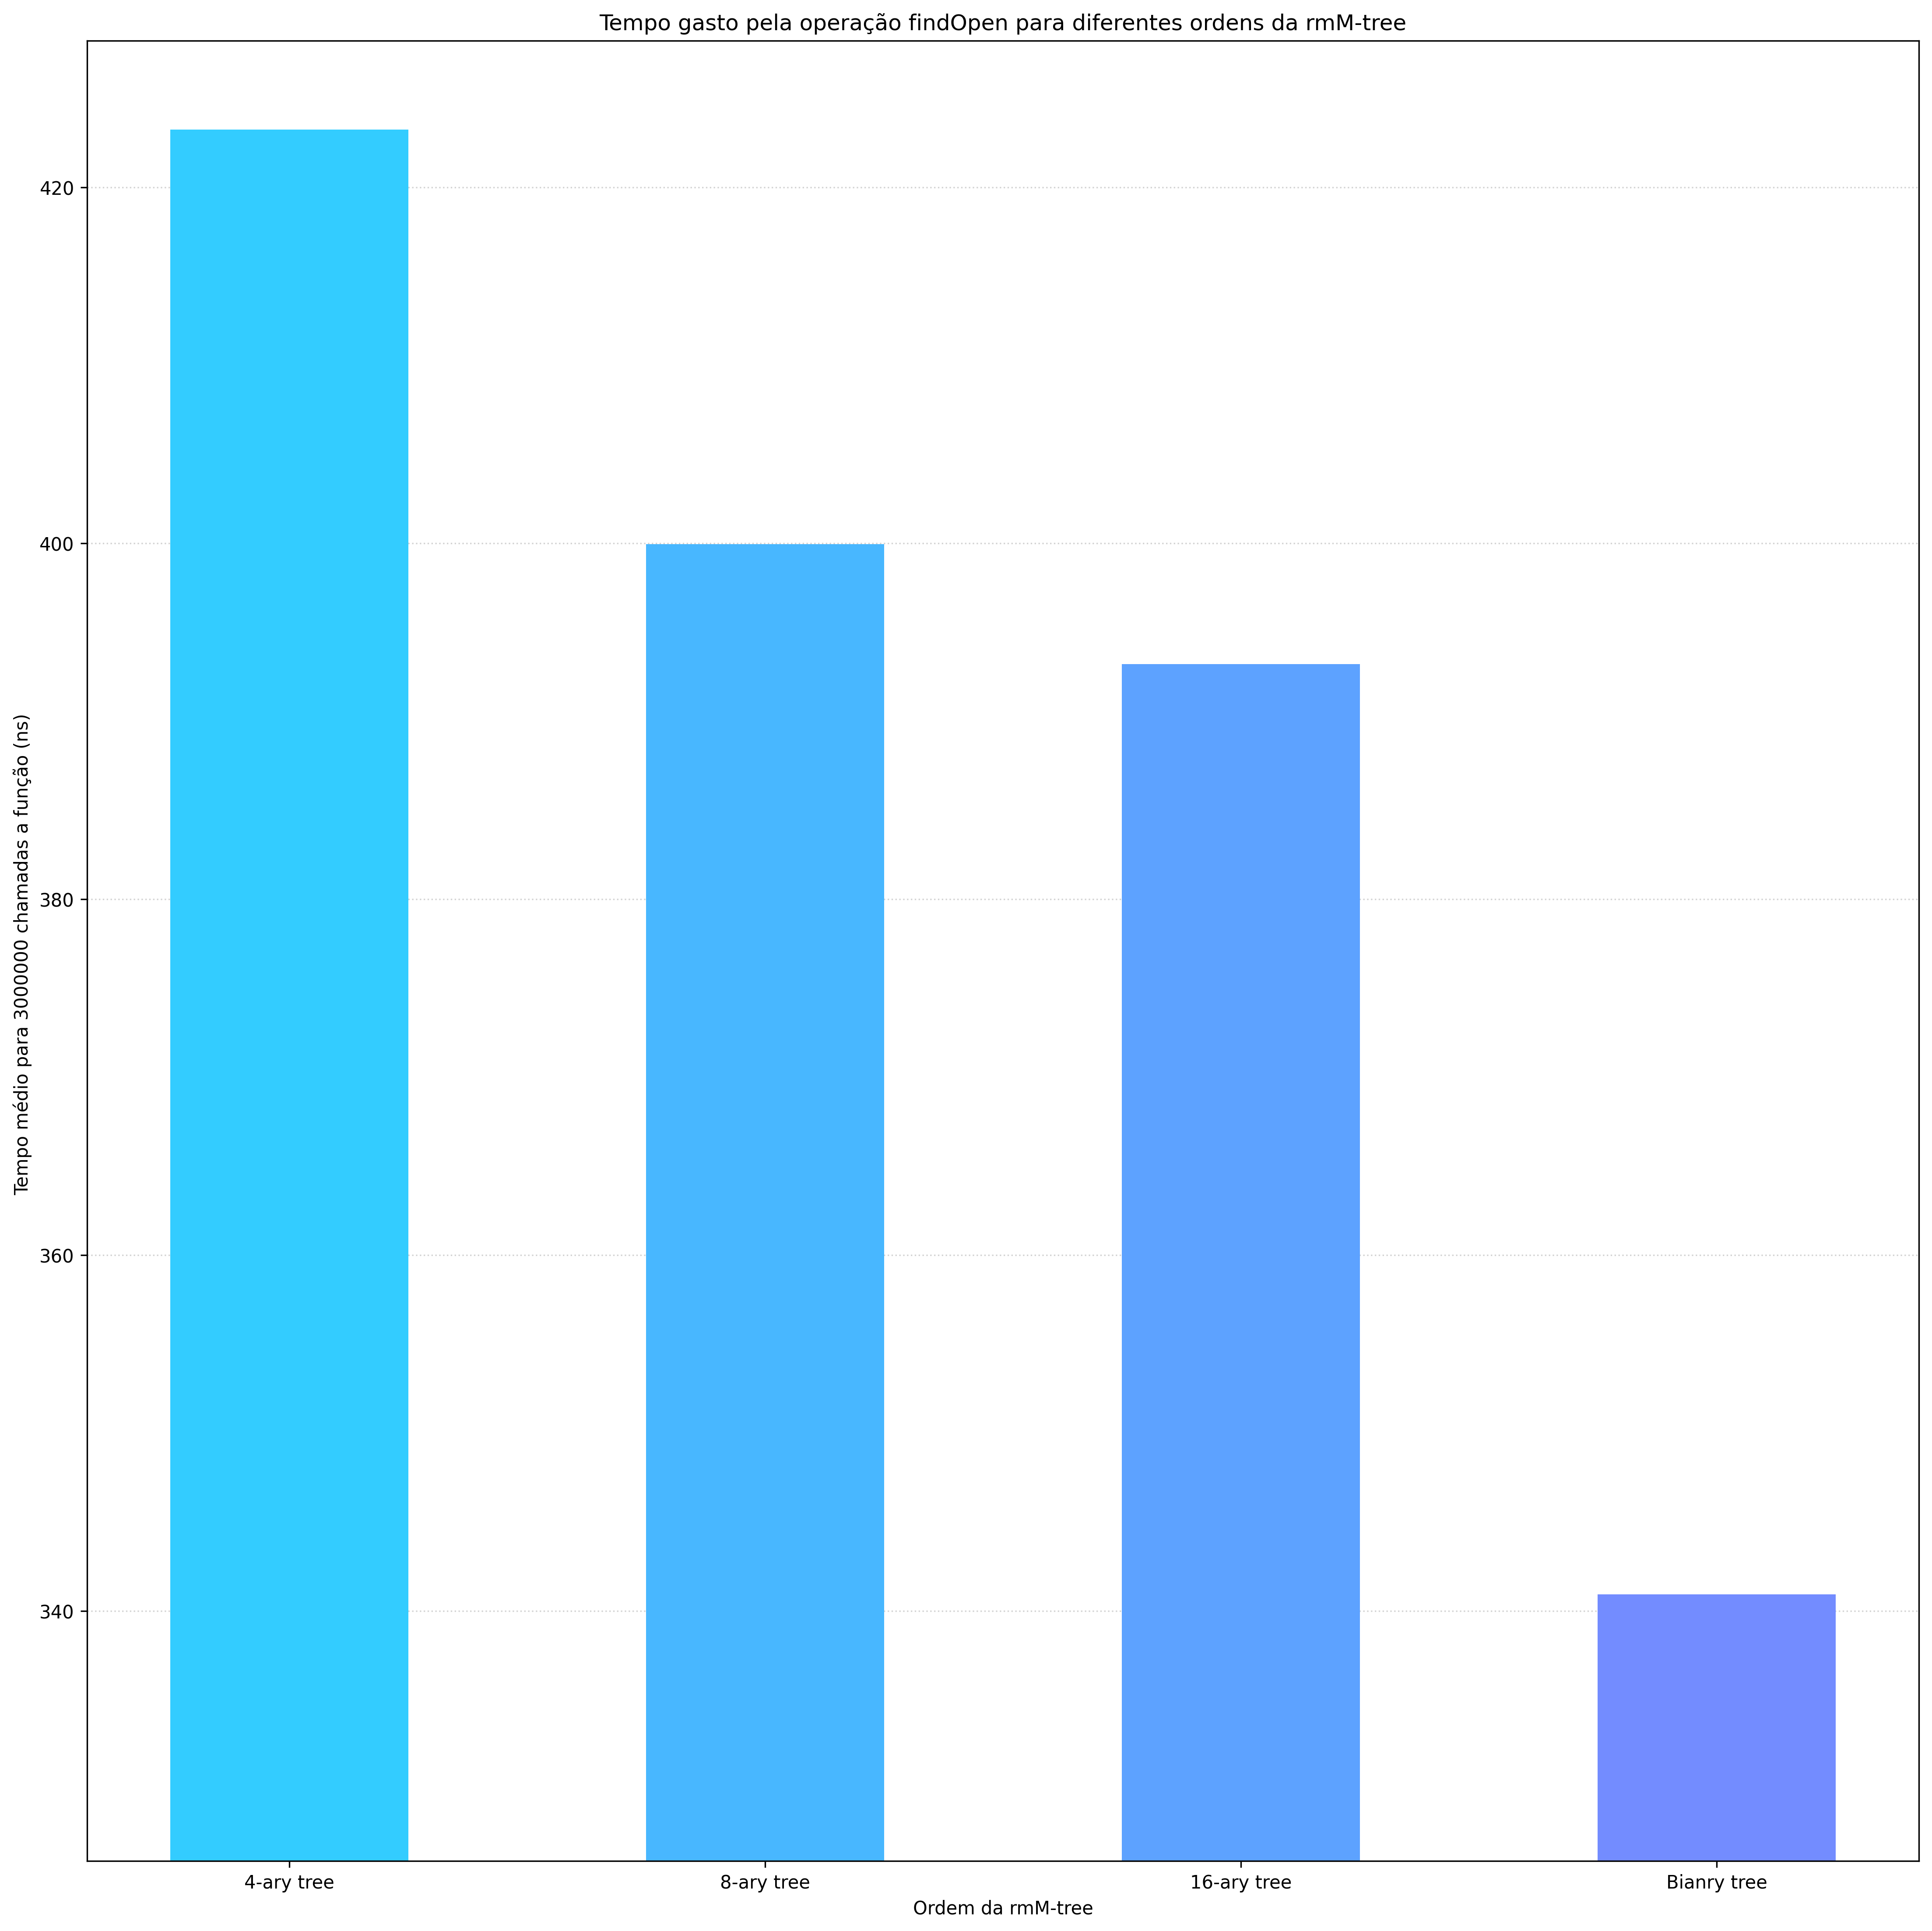 Tempo gasto pela operação findOpen para diferentes ordens da rmM-tree
Tempo médio para 3000000 chamadas a função (ns)
420
400
380
360
340
4-ary tree
8-ary tree
16-ary tree
Bianry tree
Ordem da rmM-tree